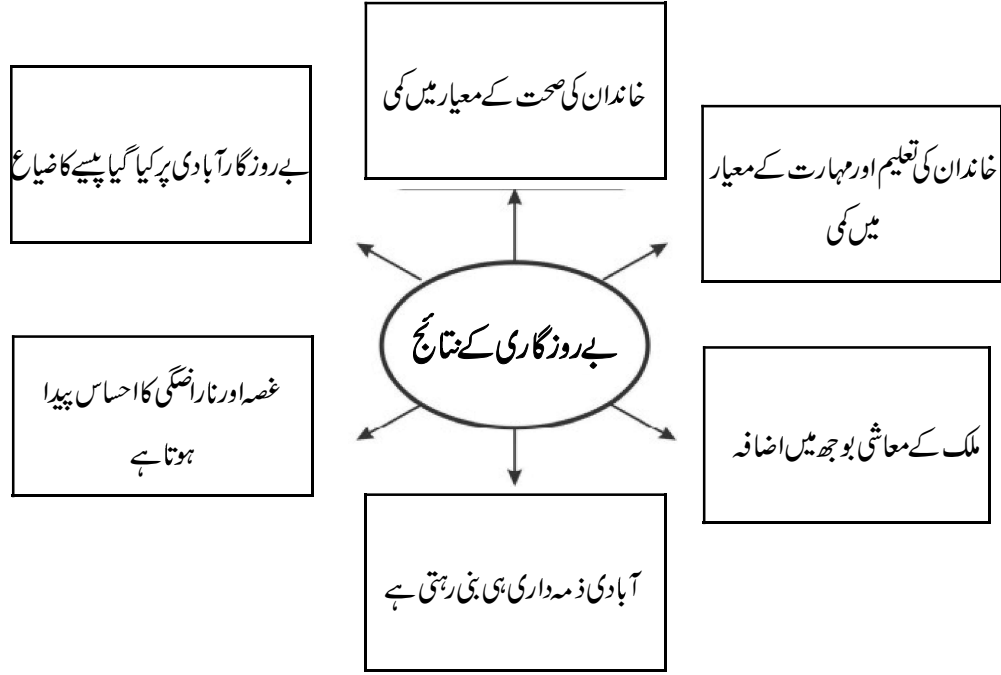 خاندان کی صحت کے معیار میں کمی
بے روزگار آبادی پر کیا گیا پیسے کا ضیاع
خاندان کی تعلیم اور مہارت کے معیار
میں کمی
بے روزگاری کے نتائج
غصہ اور ناراضگی کا احساس پیدا
ہوتا ہے
ملک کے معاشی بوجھ میں اضافہ
آبادی ذمہ داری ہی بنی رہتی ہے